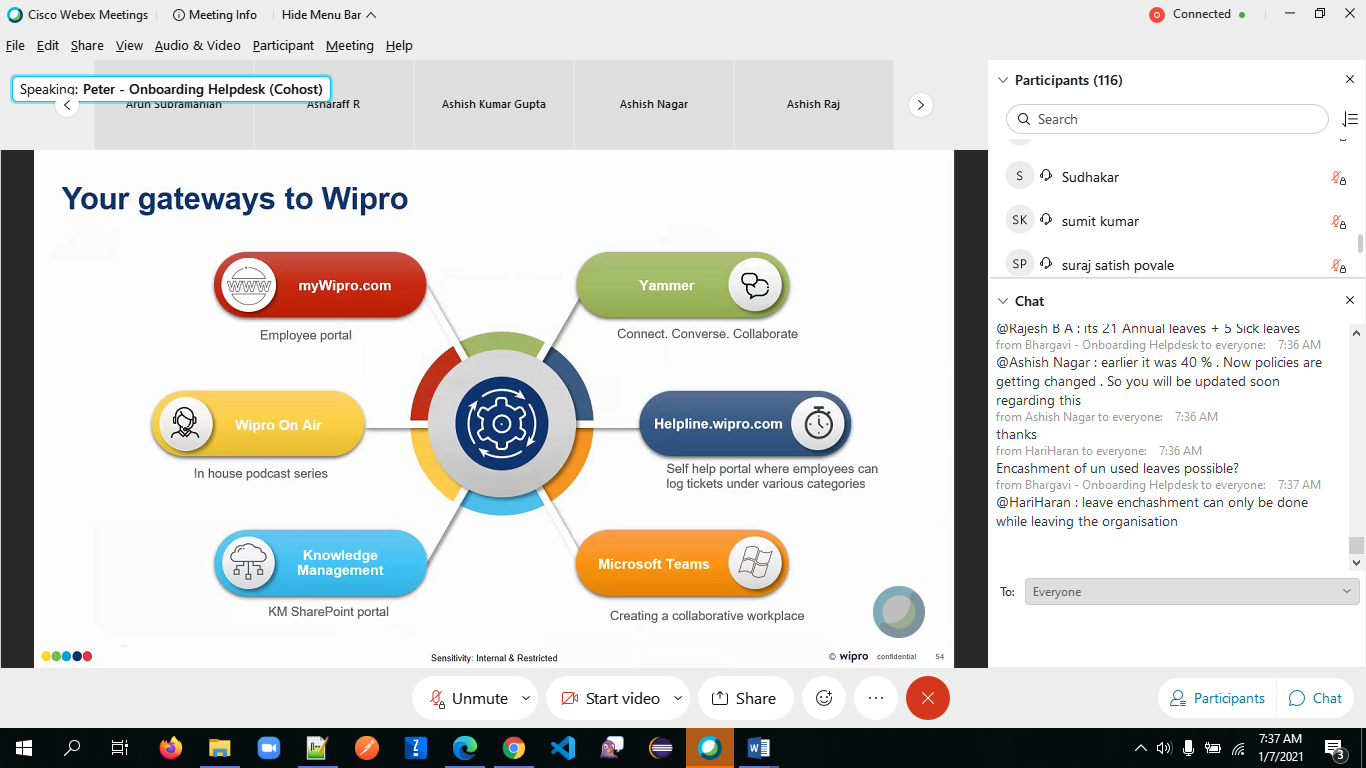 Cisco Webex Meetings
Meeting Info
Hide Menu Bar
Connected
File Edit Share View Audio & Video Participant Meeting Help
Speaking: Peter - Onboarding Helpdesk (Cohost)
Arun Subramanian
Asharaff R
Ashish Kumar Gupta
Ashish Nagar
Ashish Raj
Your gateways to Wipro
WWW
myWipro.com
Employee portal
Yammer
Connect. Converse. Collaborate
Wipro On Air
In house podcast series
Helpline.wipro.com
Self help portal where employees can
log tickets under various categories
Knowledge
Management
KM SharePoint portal
Microsoft Teams
Creating a collaborative workplace
Sensitivity: Internal & Restricted
© wipro confidential 54
Participants (116)
Search
S Sudhakar
SK sumit kumar
SP suraj satish povale
Chat
@Rajesh B A : its 21 Annual leaves + 5 Sick leaves
from Bhargavi - Onboarding Helpdesk to everyone: 7:36 AM
@Ashish Nagar : earlier it was 40 % . Now policies are
getting changed . So you will be updated soon
regarding this
from Ashish Nagar to everyone: 7:36 AM
thanks
from HariHaran to everyone: 7:36 AM
Encashment of un used leaves possible?
from Bhargavi - Onboarding Helpdesk to everyone: 7:37 AM
@HariHaran : leave enchashment can only be done
while leaving the organisation
To: Everyone
Unmute
Start video
Share
Participants
Chat
7:37 AM
1/7/2021
3